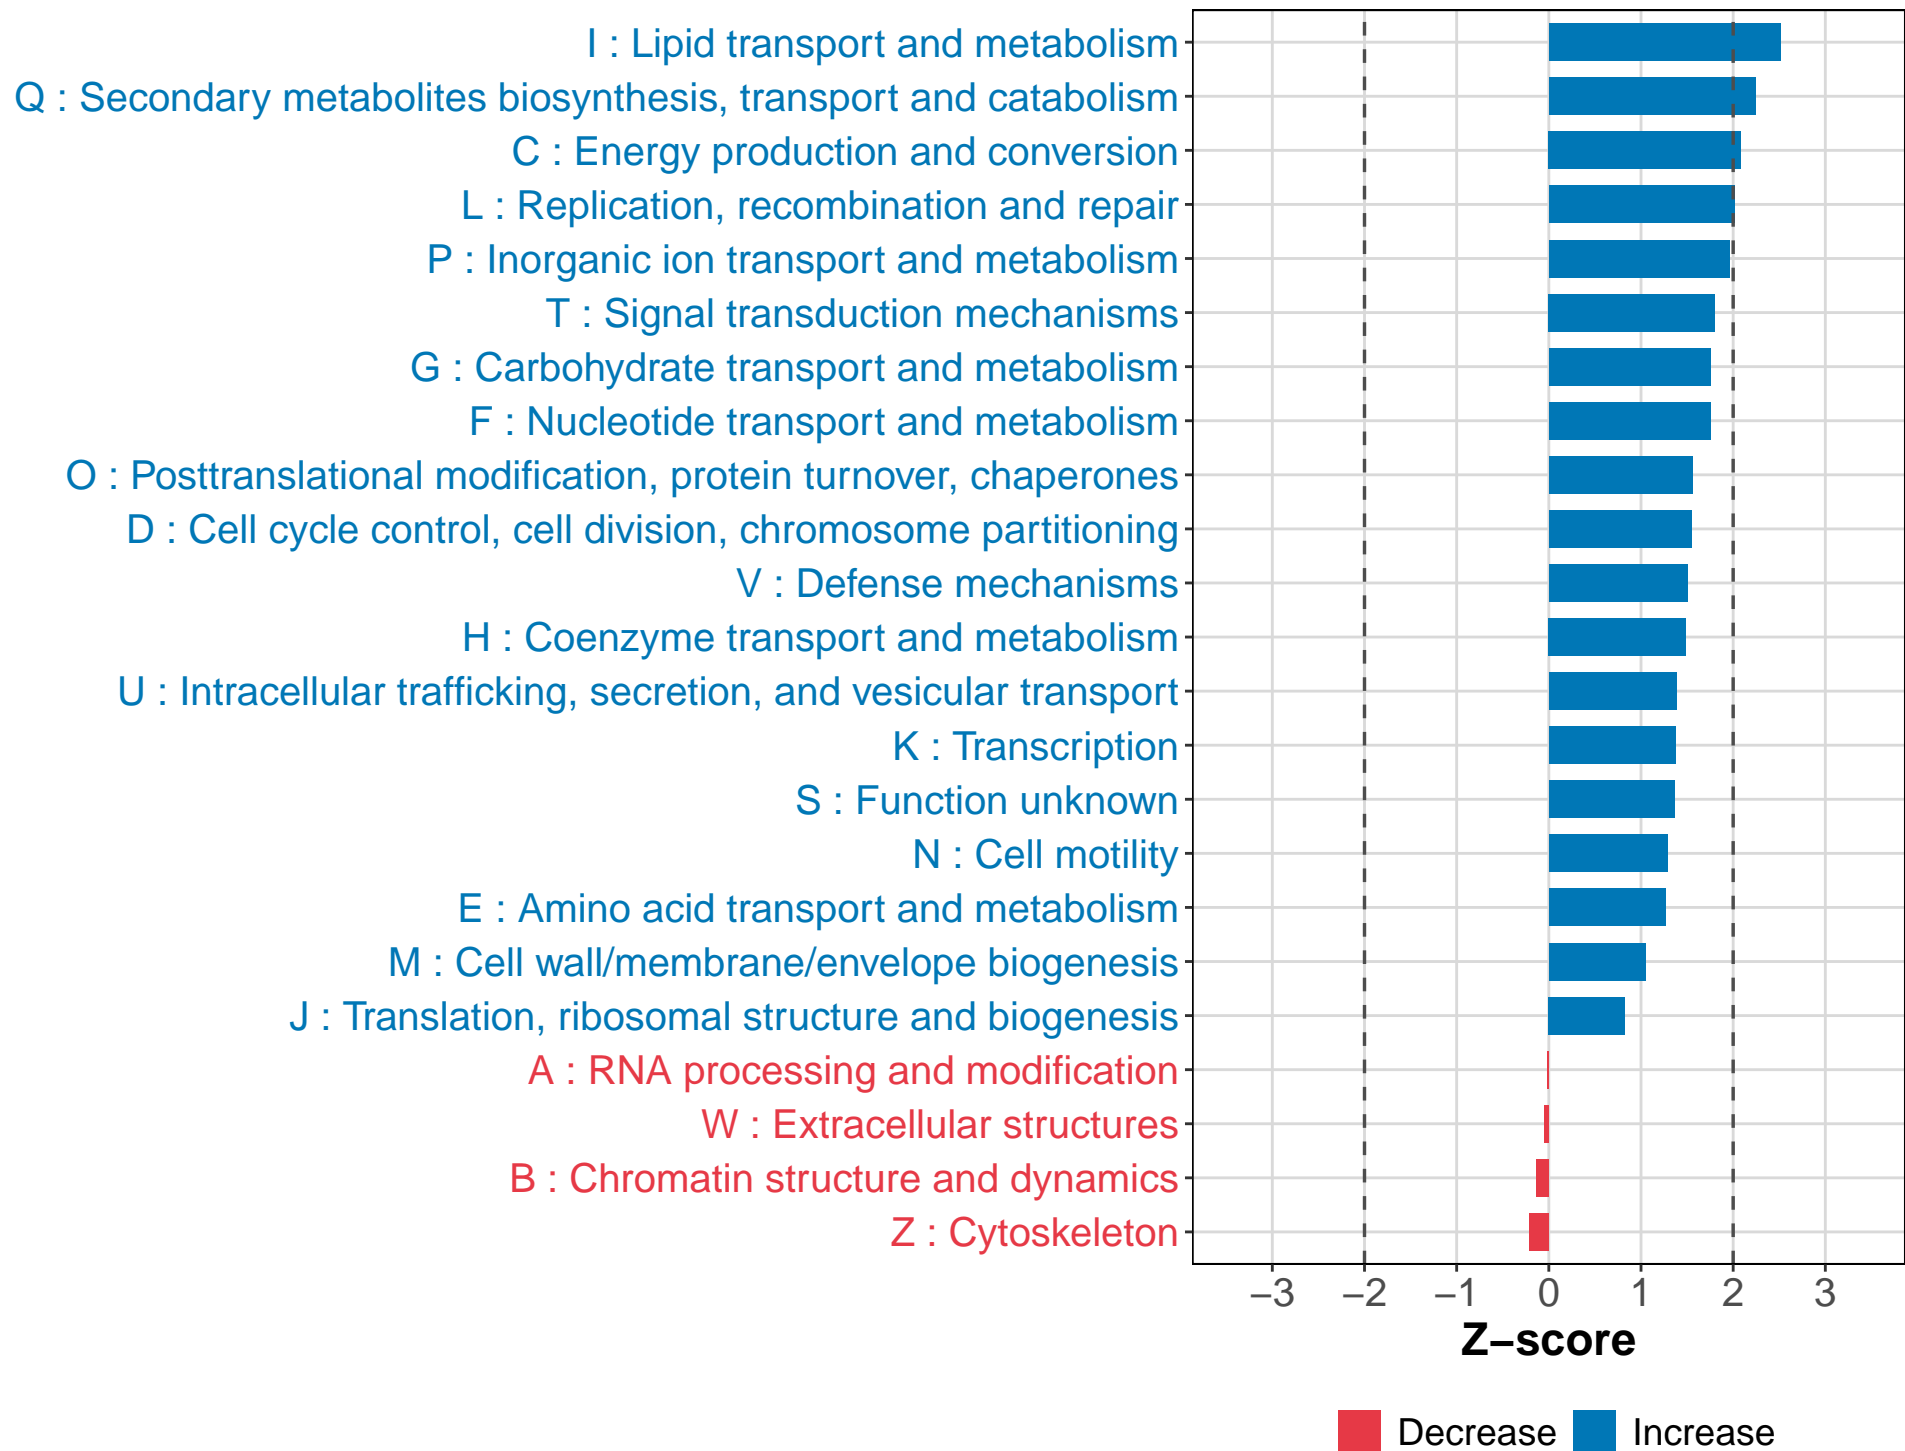 I : Lipid transport and metabolism
Q : Secondary metabolites biosynthesis, transport and catabolism
C : Energy production and conversion
L : Replication, recombination and repair
P : Inorganic ion transport and metabolism
T : Signal transduction mechanisms
G : Carbohydrate transport and metabolism
F : Nucleotide transport and metabolism
O : Posttranslational modification, protein turnover, chaperones
D : Cell cycle control, cell division, chromosome partitioning
V : Defense mechanisms
H : Coenzyme transport and metabolism
U : Intracellular trafficking, secretion, and vesicular transport
K : Transcription
S : Function unknown
N : Cell motility
E : Amino acid transport and metabolism
M : Cell wall/membrane/envelope biogenesis
J : Translation, ribosomal structure and biogenesis
A : RNA processing and modification
W : Extracellular structures
B : Chromatin structure and dynamics
Z : Cytoskeleton
−3 −2 −1 0 1 2 3
Z−score
Decrease Increase